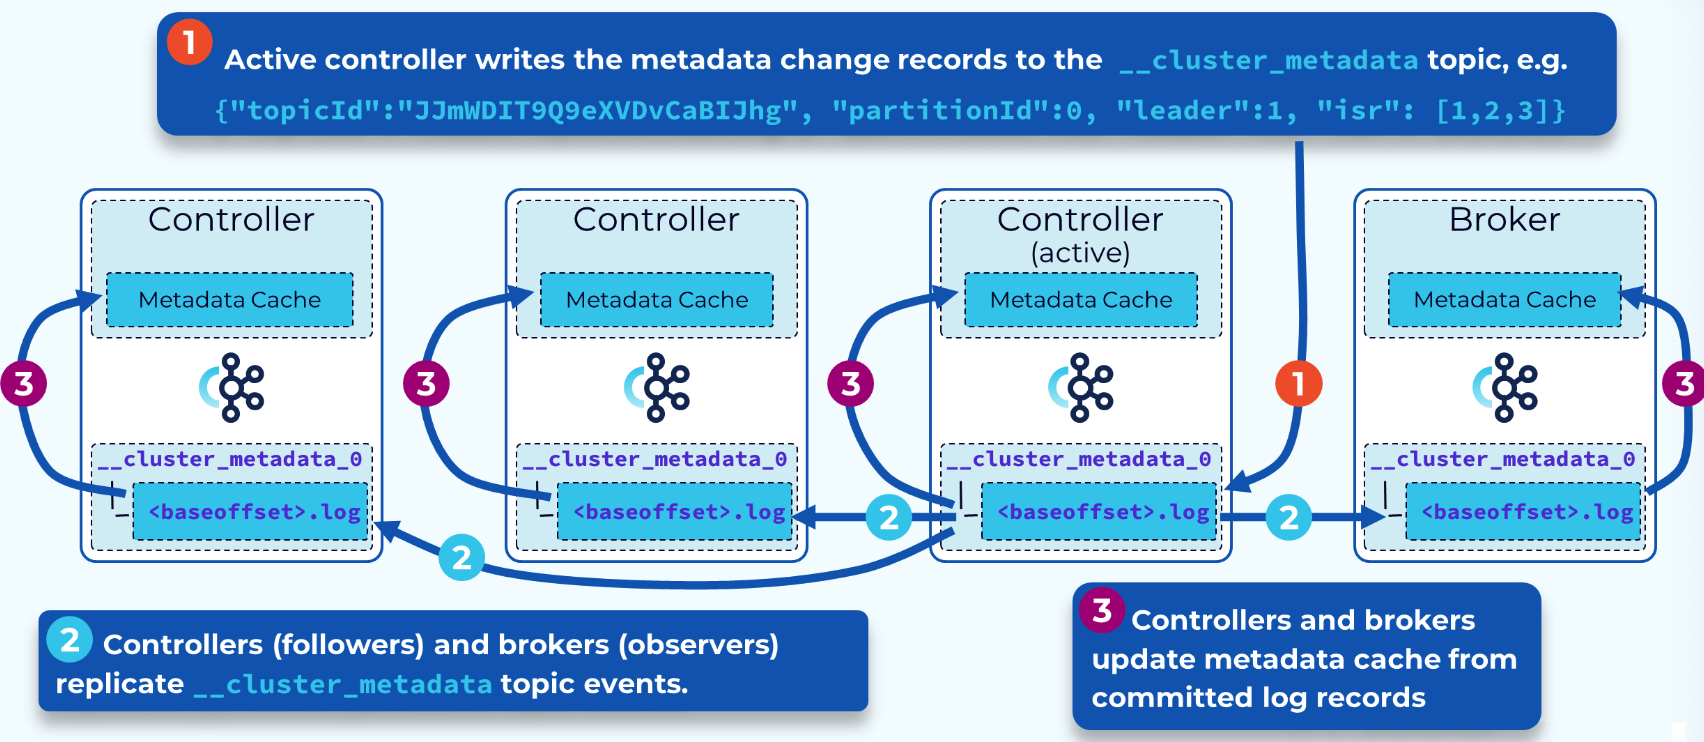 1
Active controller writes the metadata change records to the __cluster_metadata topic, e.g.
{"topicId":"JJmWDIT9Q9eXVDvCaBIJhg", "partitionId":0, "leader":1, "isr": [1,2,3]}
Controller
Metadata Cache
3
__cluster_metadata_0
<baseoffset>.log
2
Controller
Metadata Cache
3
__cluster_metadata_0
<baseoffset>.log
2
Controller
(active)
Metadata Cache
3
1
__cluster_metadata_0
<baseoffset>.log
2
Broker
Metadata Cache
3
__cluster_metadata_0
<baseoffset>.log
2 Controllers (followers) and brokers (observers)
replicate __cluster_metadata topic events.
3 Controllers and brokers
update metadata cache from
committed log records